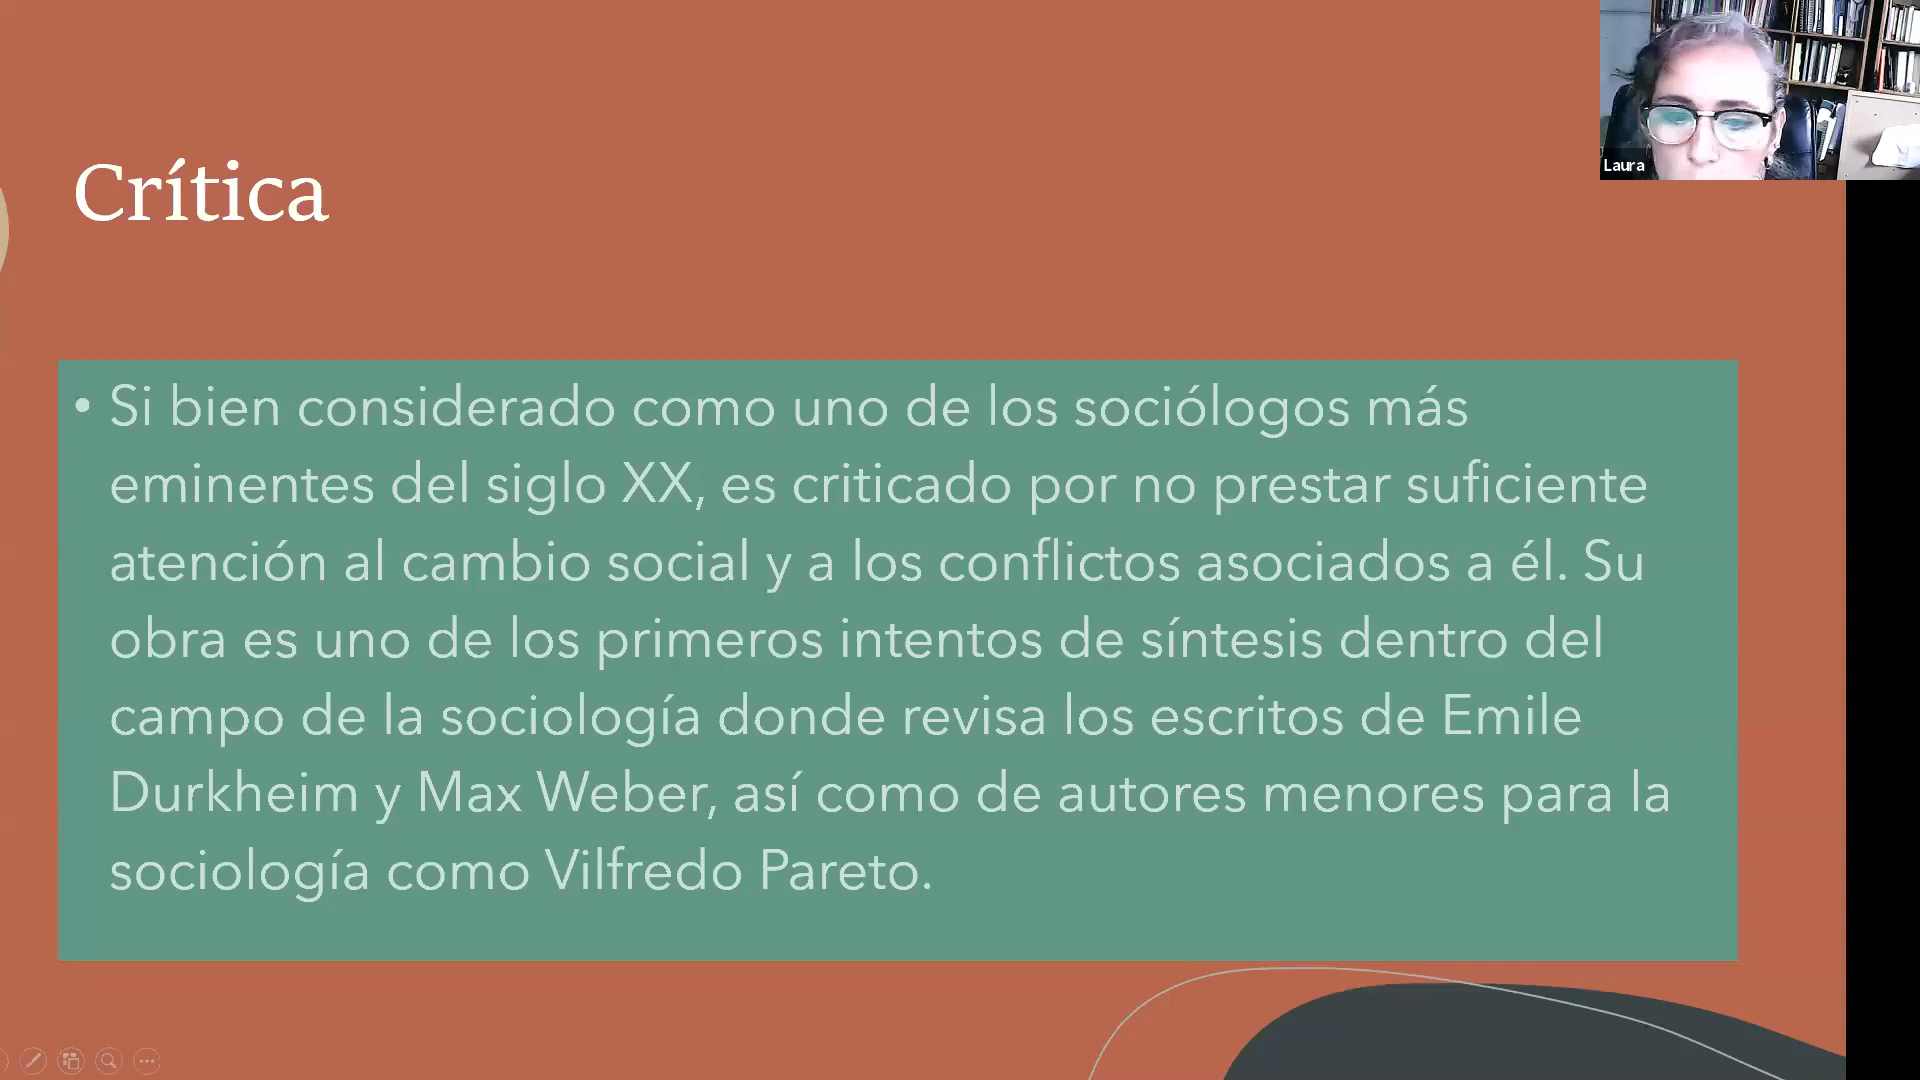 Crítica
Laura
• Si bien considerado como uno de los sociólogos más
eminentes del siglo XX, es criticado por no prestar suficiente
atención al cambio social y a los conflictos asociados a él. Su
obra es uno de los primeros intentos de síntesis dentro del
campo de la sociología donde revisa los escritos de Emile
Durkheim y Max Weber, así como de autores menores para la
sociología como Vilfredo Pareto.